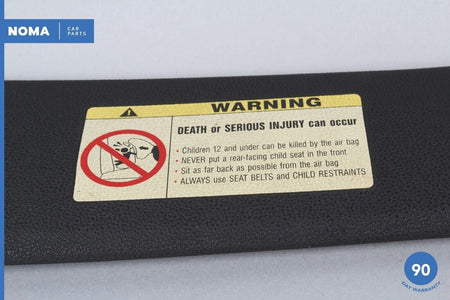 NOMA
CAR
PARTS
WARNING
DEATH or SERIOUS INJURY can occur
• Children 12 and under can be killed by the air bag
• NEVER put a rear-facing child seat in the front
• Sit as far back as possible from the air bag
• ALWAYS use SEAT BELTS and CHILD RESTRAINTS
90
DAY WARRANTY